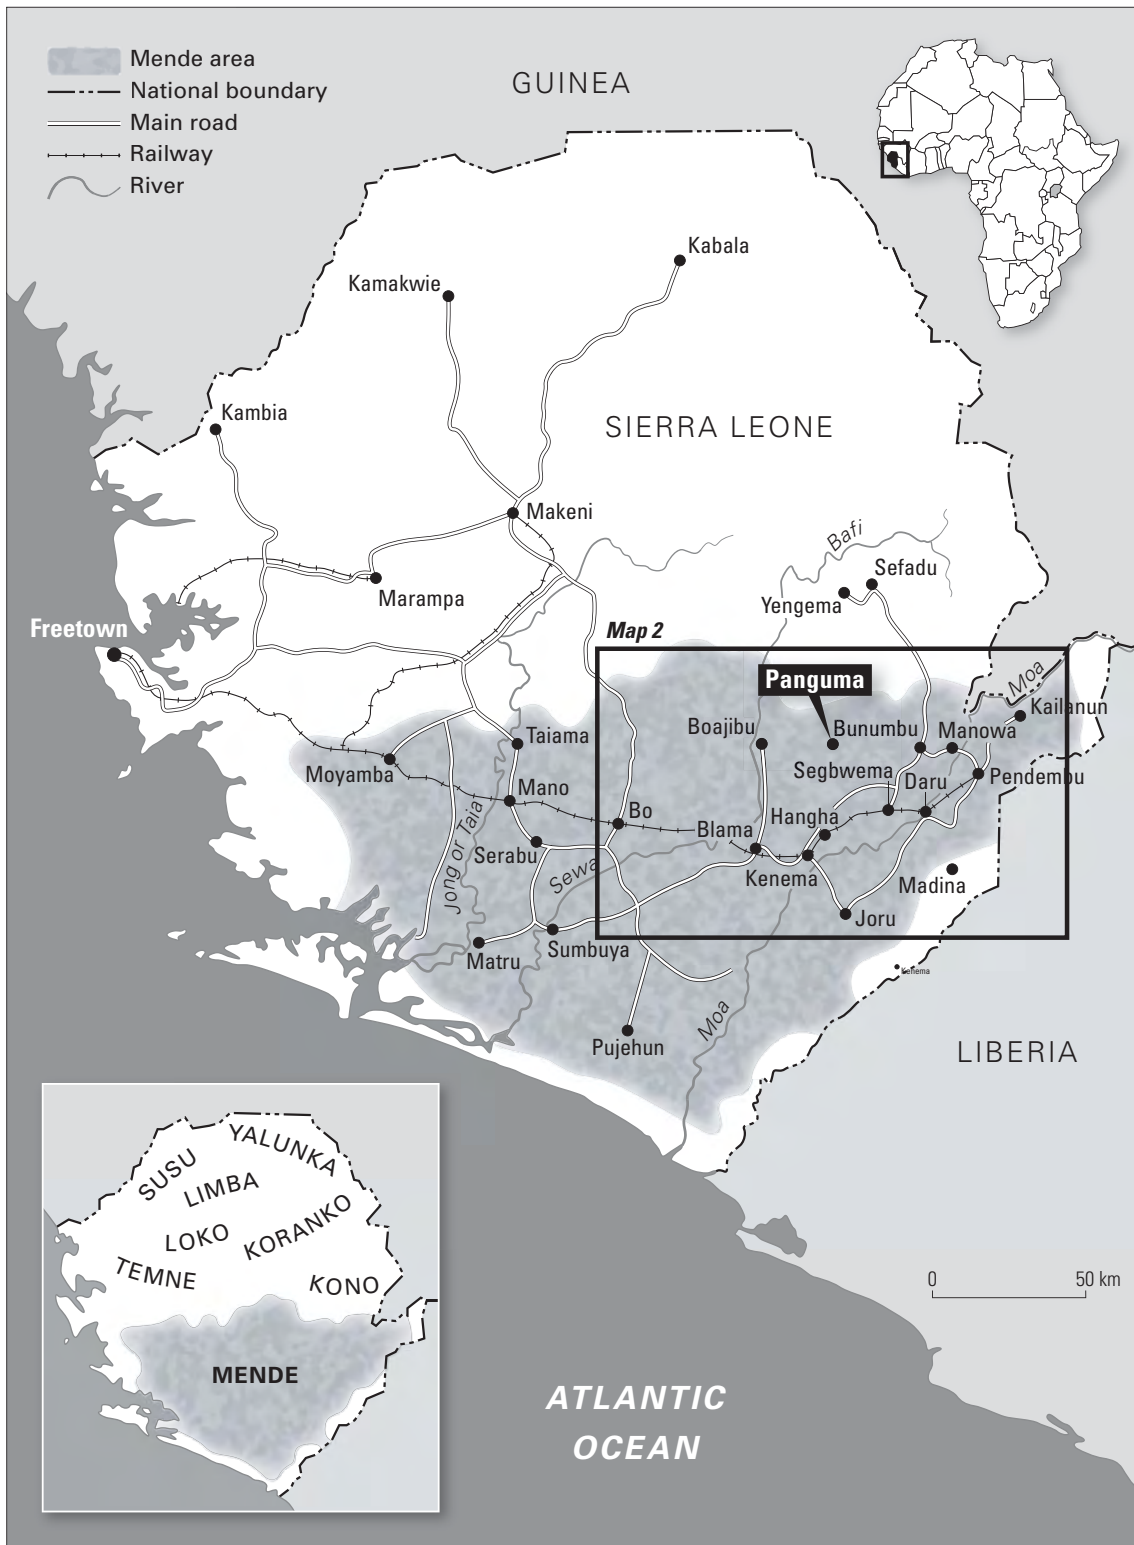 Mende area
National boundary
Main road
Railway
River
GUINEA
Kabala
Kamakwie
Kambia
SIERRA LEONE
Makeni
Bafi
Sefadu
Marampa
Yengema
Freetown
Map 2
Moa
Panguma
Kailanun
Boajibu
Bunumbu
Manowa
Taiama
Moyamba
Segbwema
Daru
Pendembu
Mano
Bo
Hangha
Blama
Serabu
Jong or Taia
Sewa
Kenema
Madina
Joru
Matru
Sumbuya
Kenema
Moa
Pujehun
LIBERIA
YALUNKA
SUSU
LIMBA
LOKO
KORANKO
TEMNE
KONO
MENDE
0 50 km
ATLANTIC
OCEAN